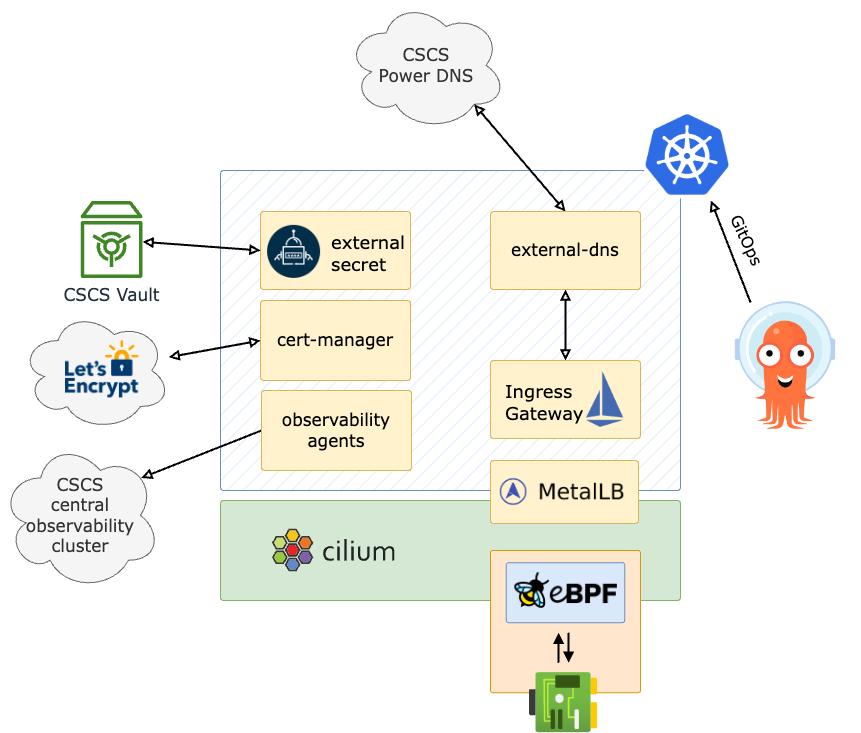 CSCS
Power DNS
GitOps
external
secret
external-dns
CSCS Vault
cert-manager
Let's
Encrypt
Ingress
Gateway
observability
agents
CSCS
central
observability
cluster
MetalLB
cilium
eBPF